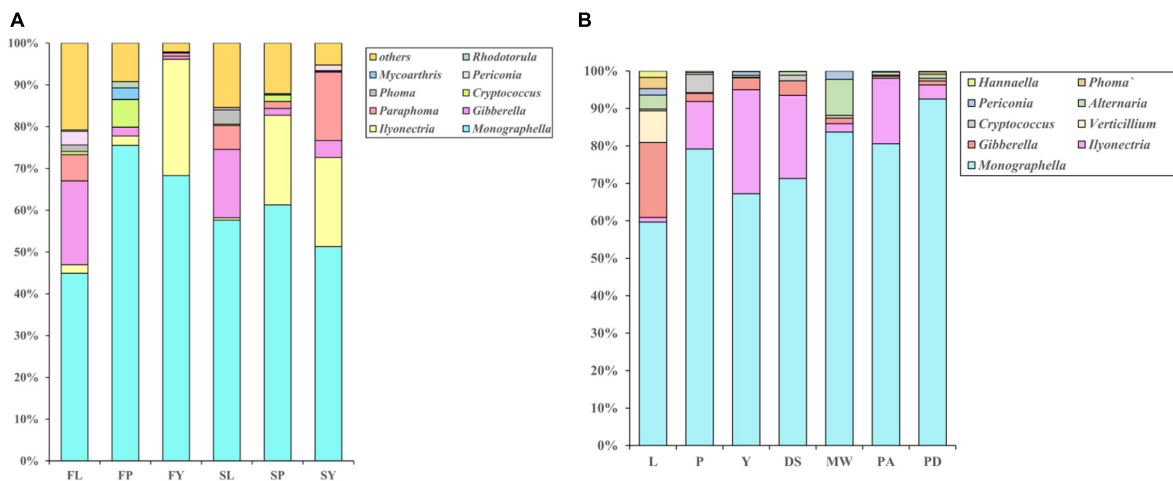 A
100%
90%
80%
70%
60%
50%
40%
30%
20%
10%
0%
FL FP FY SL SP SY
others Rhodotorula
Mycoarthris Periconia
Phoma Cryptococcus
Paraphoma Gibberella
Ilyonectria Monographella
B
100%
90%
80%
70%
60%
50%
40%
30%
20%
10%
0%
L P Y DS MW PA PD
Hannaella Phoma`
Periconia Alternaria
Cryptococcus Verticillium
Gibberella Ilyonectria
Monographella